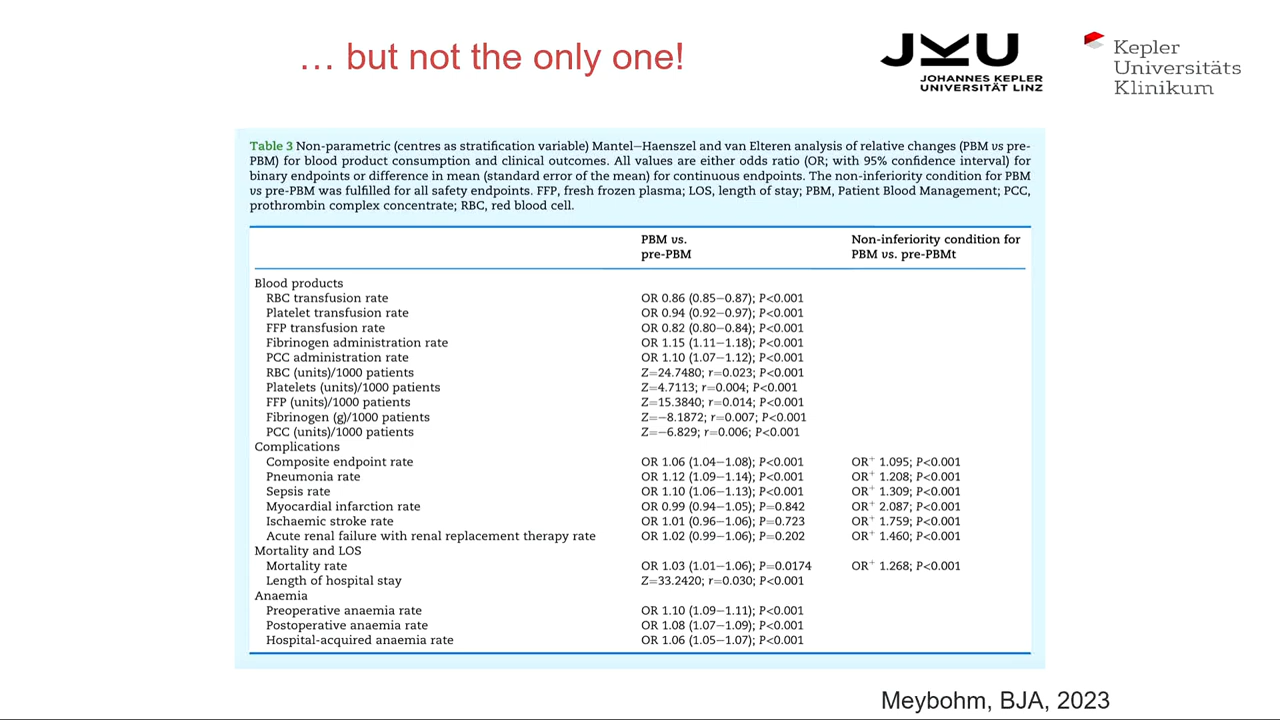 … but not the only one!
JKU
JOHANNES KEPLER
UNIVERSITÄT LINZ
Kepler
Universitäts
Klinikum
Table 3 Non-parametric (centres as stratification variable) Mantel–Haenszel and van Elteren analysis of relative changes (PBM vs pre-
PBM) for blood product consumption and clinical outcomes. All values are either odds ratio (OR; with 95% confidence interval) for
binary endpoints or difference in mean (standard error of the mean) for continuous endpoints. The non-inferiority condition for PBM
vs pre-PBM was fulfilled for all safety endpoints. FFP, fresh frozen plasma; LOS, length of stay; PBM, Patient Blood Management; PCC,
prothrombin complex concentrate; RBC, red blood cell.
PBM vs. Non-inferiority condition for
pre-PBM PBM vs. pre-PBMt
Blood products
RBC transfusion rate OR 0.86 (0.85–0.87); P<0.001
Platelet transfusion rate OR 0.94 (0.92–0.97); P<0.001
FFP transfusion rate OR 0.82 (0.80–0.84); P<0.001
Fibrinogen administration rate OR 1.15 (1.11–1.18); P<0.001
PCC administration rate OR 1.10 (1.07–1.12); P<0.001
RBC (units)/1000 patients Z=24.7480; r=0.023; P<0.001
Platelets (units)/1000 patients Z=4.7113; r=0.004; P<0.001
FFP (units)/1000 patients Z=15.3840; r=0.014; P<0.001
Fibrinogen (g)/1000 patients Z=−8.1872; r=0.007; P<0.001
PCC (units)/1000 patients Z=−6.829; r=0.006; P<0.001
Complications
Composite endpoint rate OR 1.06 (1.04–1.08); P<0.001 OR⁺ 1.095; P<0.001
Pneumonia rate OR 1.12 (1.09–1.14); P<0.001 OR⁺ 1.208; P<0.001
Sepsis rate OR 1.10 (1.06–1.13); P<0.001 OR⁺ 1.309; P<0.001
Myocardial infarction rate OR 0.99 (0.94–1.05); P=0.842 OR⁺ 2.087; P<0.001
Ischaemic stroke rate OR 1.01 (0.96–1.06); P=0.723 OR⁺ 1.759; P<0.001
Acute renal failure with renal replacement therapy rate OR 1.02 (0.99–1.06); P=0.202 OR⁺ 1.460; P<0.001
Mortality and LOS
Mortality rate OR 1.03 (1.01–1.06); P=0.0174 OR⁺ 1.268; P<0.001
Length of hospital stay Z=33.2420; r=0.030; P<0.001
Anaemia
Preoperative anaemia rate OR 1.10 (1.09–1.11); P<0.001
Postoperative anaemia rate OR 1.08 (1.07–1.09); P<0.001
Hospital-acquired anaemia rate OR 1.06 (1.05–1.07); P<0.001
Meybohm, BJA, 2023